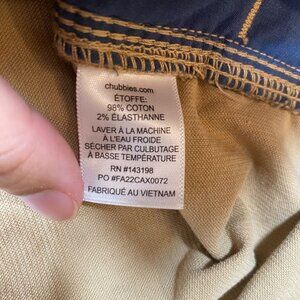 chubbies.com
ÉTOFFE:
98% COTON
2% ÉLASTHANNE
LAVER À LA MACHINE
À L'EAU FROIDE
SÉCHER PAR CULBUTAGE
À BASSE TEMPÉRATURE
RN #143198
PO #FA22CAX0072
FABRIQUÉ AU VIETNAM